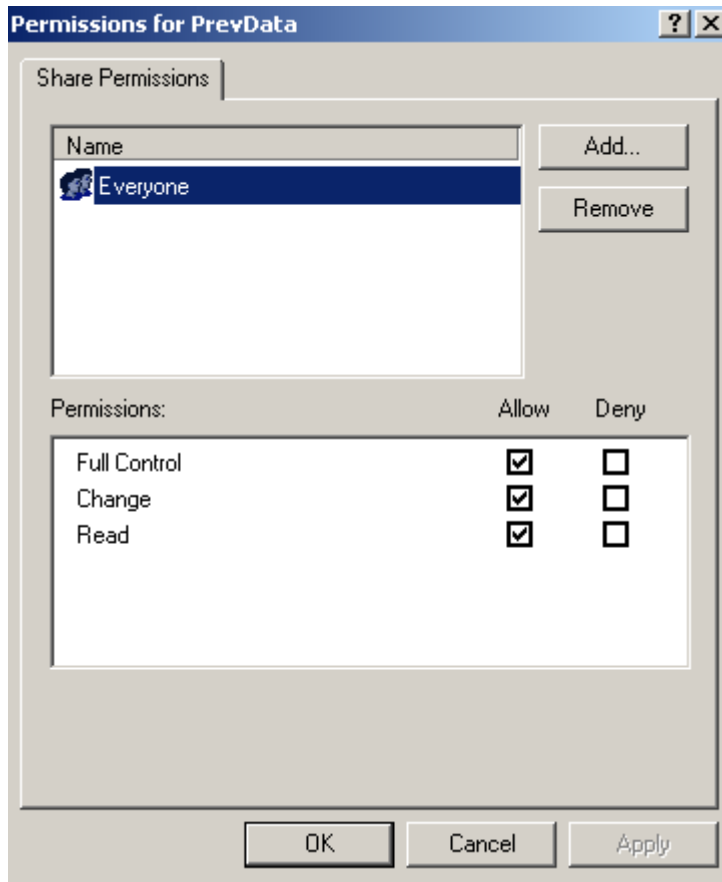 Permissions for PrevData
Share Permissions
Name
Add...
Everyone
Remove
Permissions: Allow Deny
Full Control
Change
Read
OK Cancel Apply